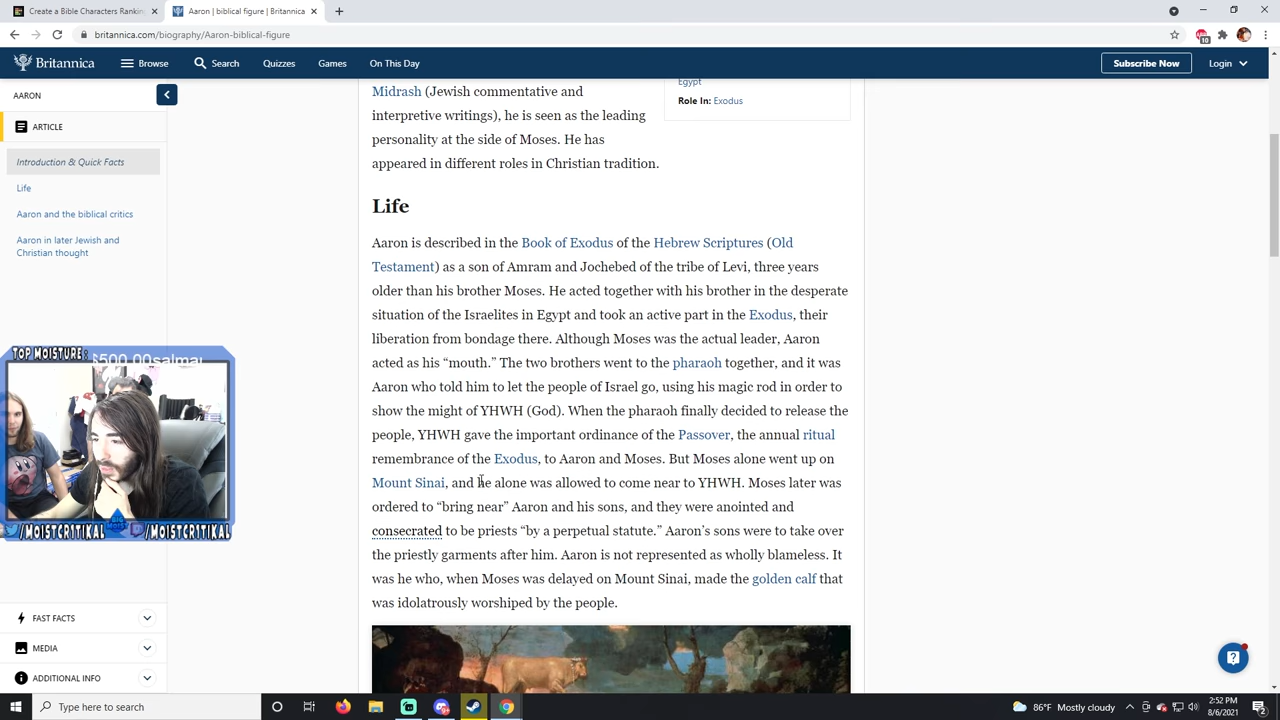 Create a Bible Characters Rankin
Aaron | biblical figure | Britannica
britannica.com/biography/Aaron-biblical-figure
10
Britannica
Browse
Search
Quizzes
Games
On This Day
Subscribe Now
Login
AARON
ARTICLE
Introduction & Quick Facts
Life
Aaron and the biblical critics
Aaron in later Jewish and
Christian thought
FAST FACTS
MEDIA
ADDITIONAL INFO
Egypt
Role In: Exodus
Midrash (Jewish commentative and
interpretive writings), he is seen as the leading
personality at the side of Moses. He has
appeared in different roles in Christian tradition.
Life
Aaron is described in the Book of Exodus of the Hebrew Scriptures (Old
Testament) as a son of Amram and Jochebed of the tribe of Levi, three years
older than his brother Moses. He acted together with his brother in the desperate
situation of the Israelites in Egypt and took an active part in the Exodus, their
liberation from bondage there. Although Moses was the actual leader, Aaron
acted as his “mouth.” The two brothers went to the pharaoh together, and it was
Aaron who told him to let the people of Israel go, using his magic rod in order to
show the might of YHWH (God). When the pharaoh finally decided to release the
people, YHWH gave the important ordinance of the Passover, the annual ritual
remembrance of the Exodus, to Aaron and Moses. But Moses alone went up on
Mount Sinai, and he alone was allowed to come near to YHWH. Moses later was
ordered to “bring near” Aaron and his sons, and they were anointed and
consecrated to be priests “by a perpetual statute.” Aaron’s sons were to take over
the priestly garments after him. Aaron is not represented as wholly blameless. It
was he who, when Moses was delayed on Mount Sinai, made the golden calf that
was idolatrously worshiped by the people.
TOP MOISTURE:
$500.00salma
/MOISTCRITIKAL
BIG MOIST
/MOISTCRITIKAL
Type here to search
86°F Mostly cloudy
2:52 PM
8/6/2021
2